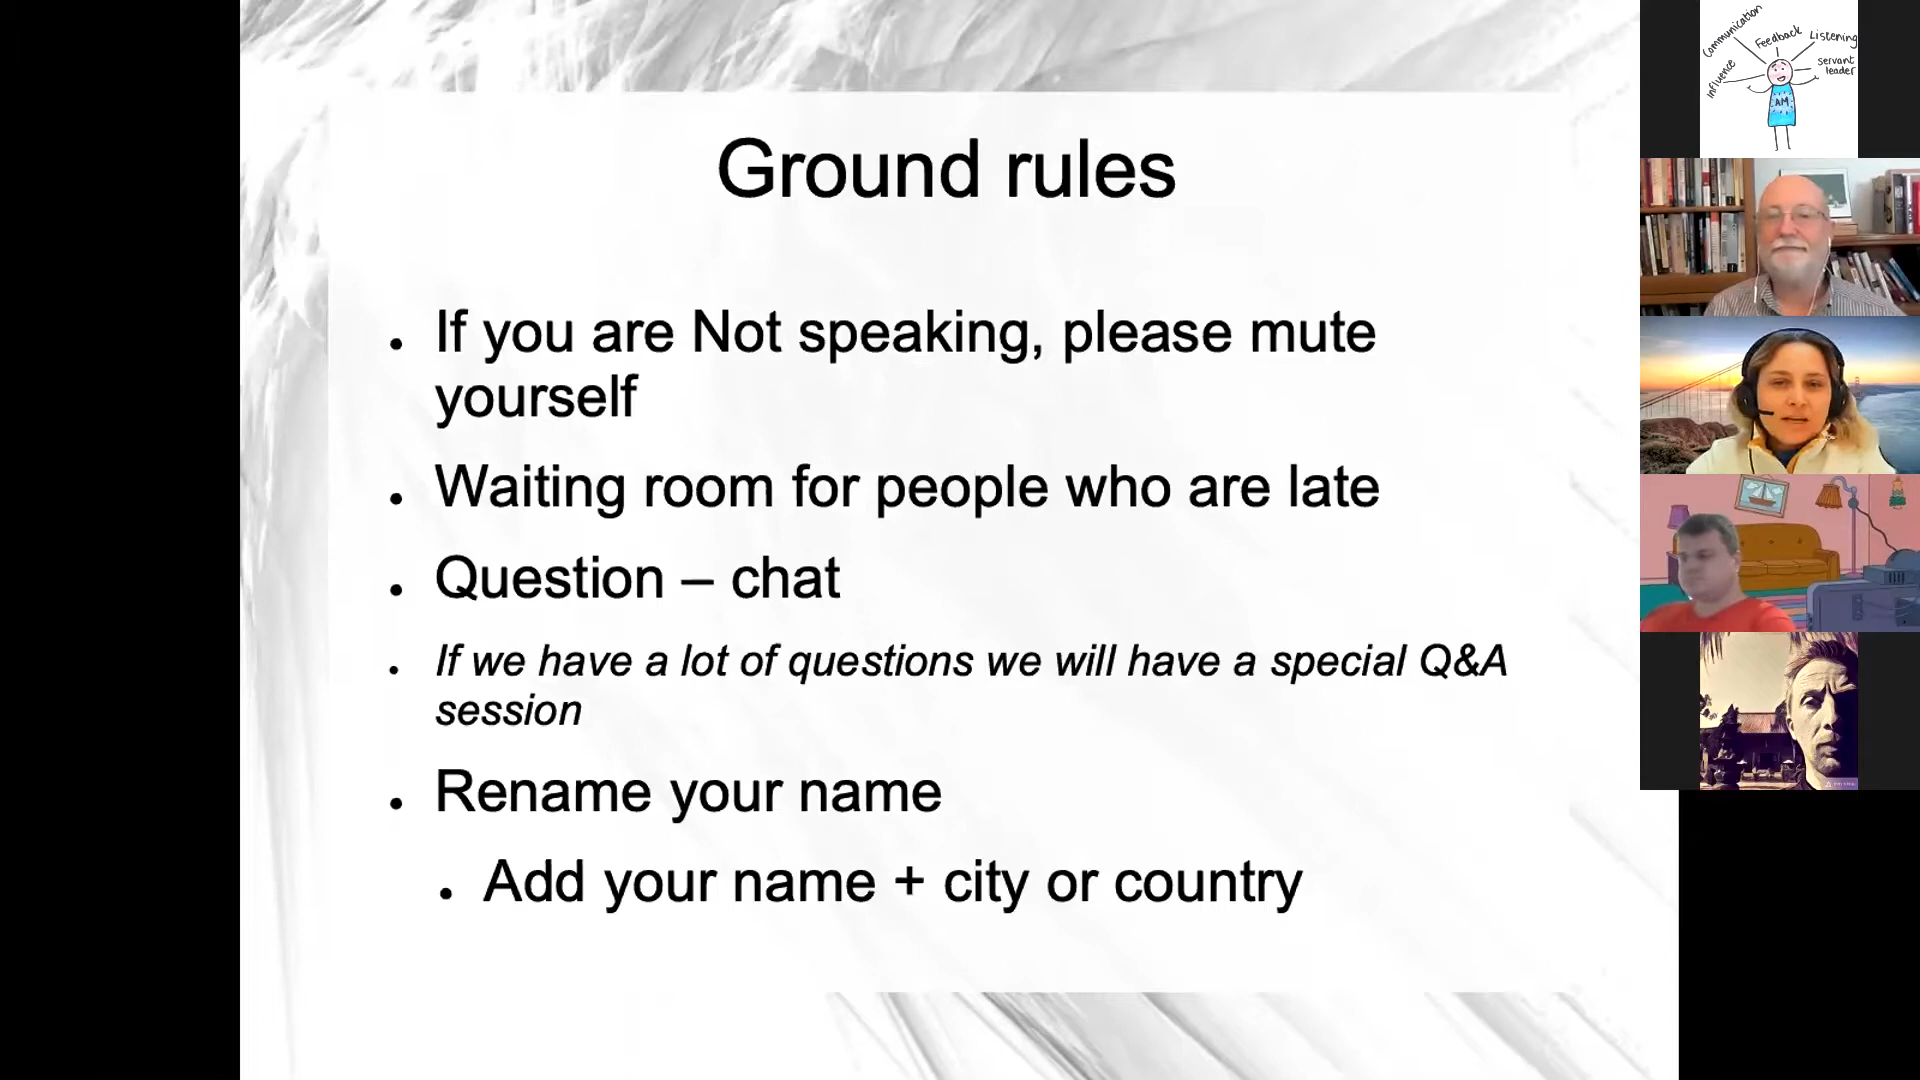 Ground rules
If you are Not speaking, please mute
yourself
Waiting room for people who are late
Question – chat
If we have a lot of questions we will have a special Q&A
session
Rename your name
Add your name + city or country
Communication
Feedback
Listening
Influence
servant
leader
AM